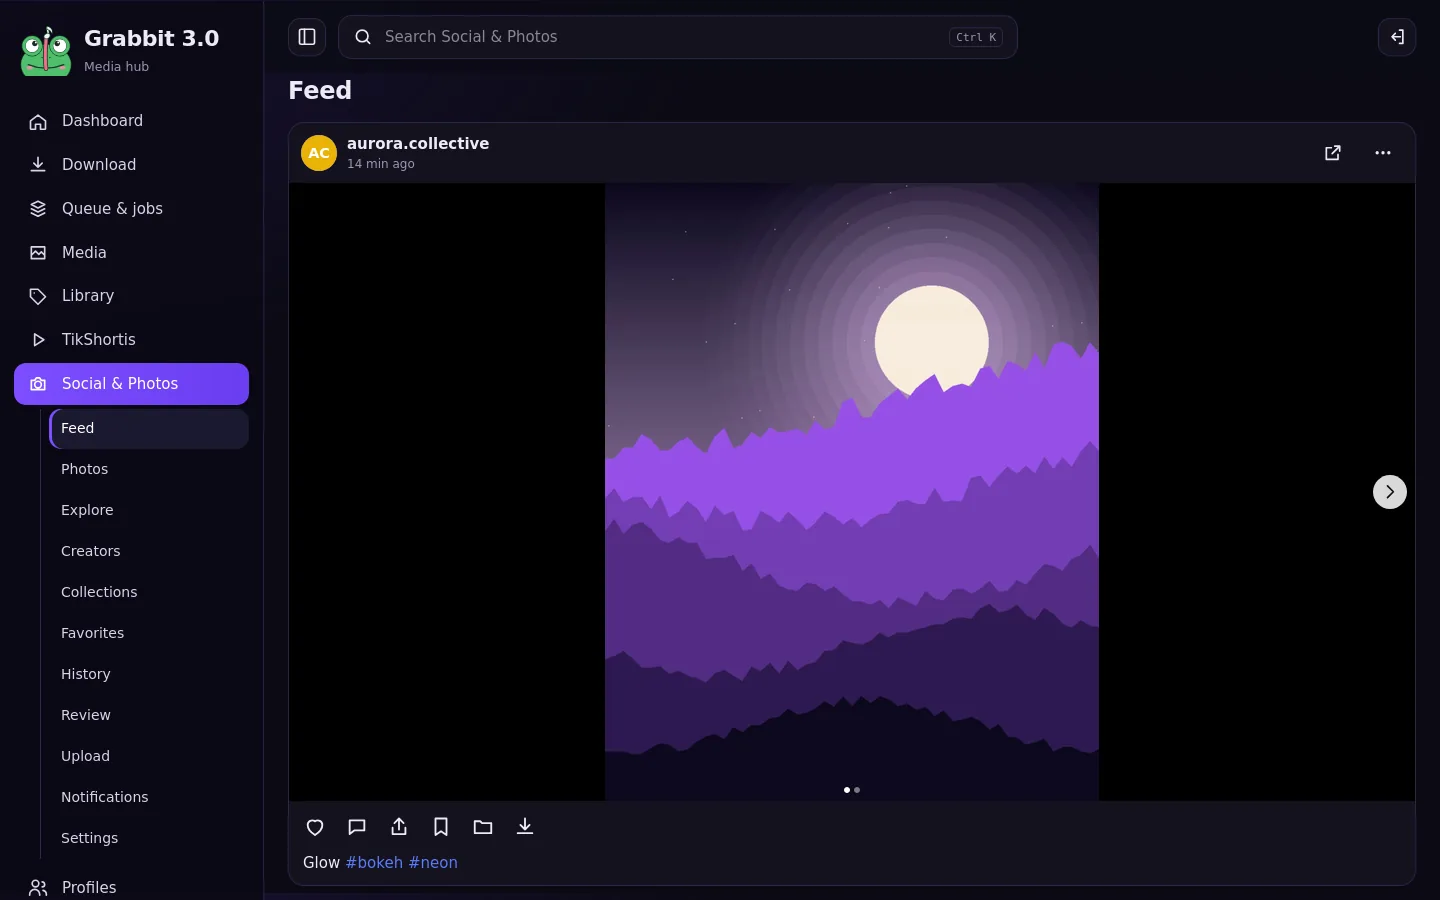 Grabbit 3.0
Media hub
Dashboard
Download
Queue & jobs
Media
Library
TikShortis
Social & Photos
Feed
Photos
Explore
Creators
Collections
Favorites
History
Review
Upload
Notifications
Settings
Profiles
Search Social & Photos
Ctrl K
Feed
AC
aurora.collective
14 min ago
Glow #bokeh #neon